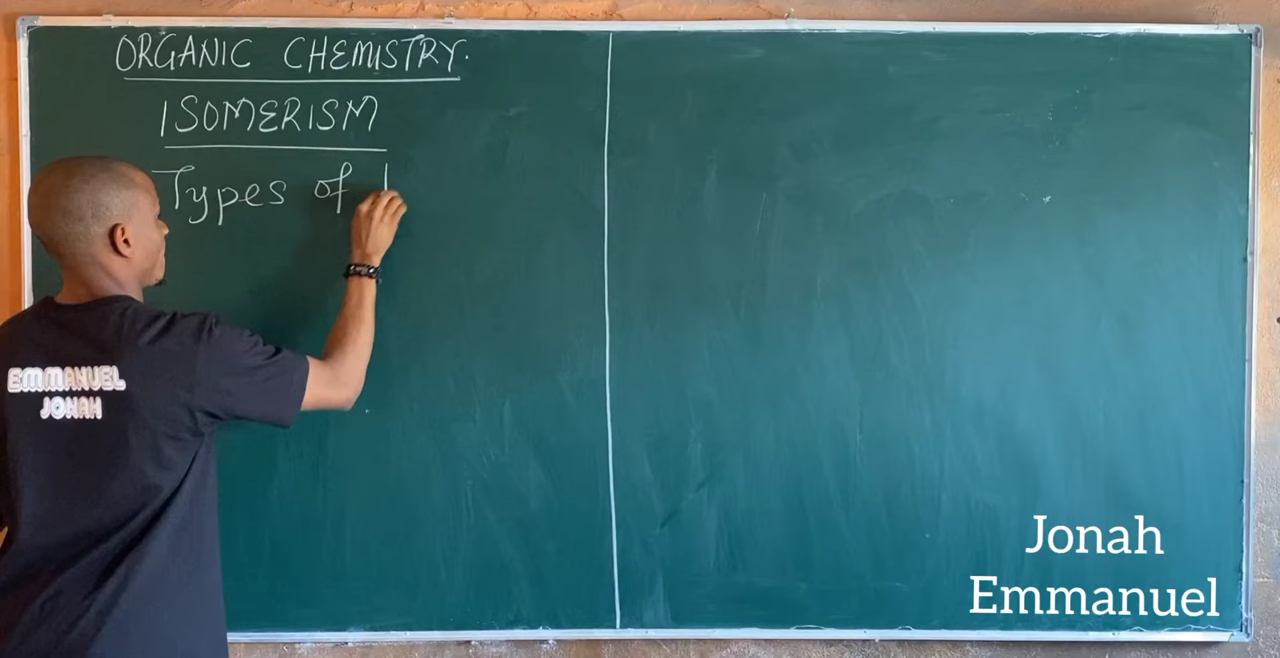 ORGANIC CHEMISTRY.
ISOMERISM
Types of I
EMMANUEL
JONAH
Jonah
Emmanuel